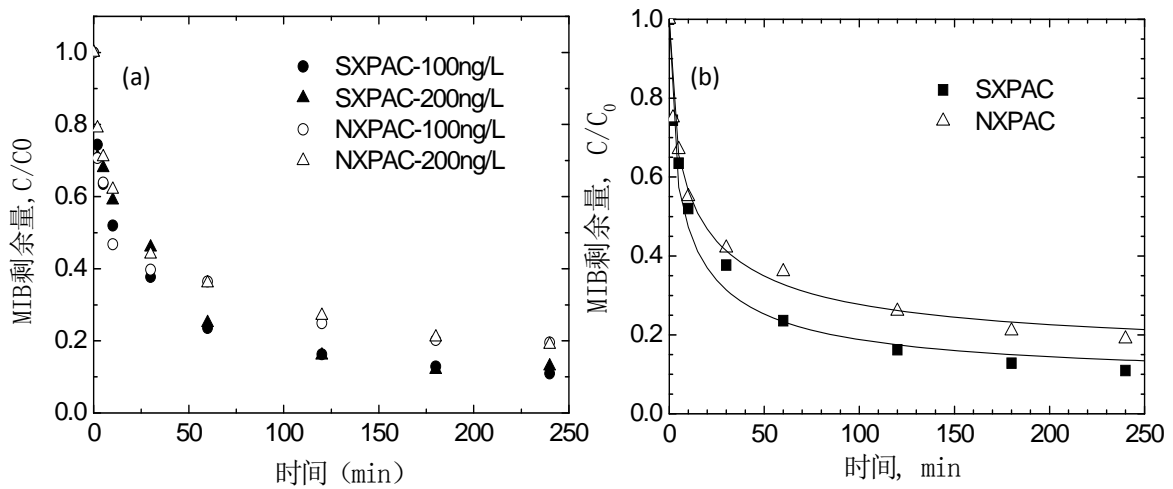 (a)
SXPAC-100ng/L
SXPAC-200ng/L
NXPAC-100ng/L
NXPAC-200ng/L
MIB剩余量, C/C0
1.0
0.8
0.6
0.4
0.2
0.0
0 50 100 150 200 250
时间 (min)
(b)
SXPAC
NXPAC
MIB剩余量, C/C₀
1.0
0.8
0.6
0.4
0.2
0.0
0 50 100 150 200 250
时间, min